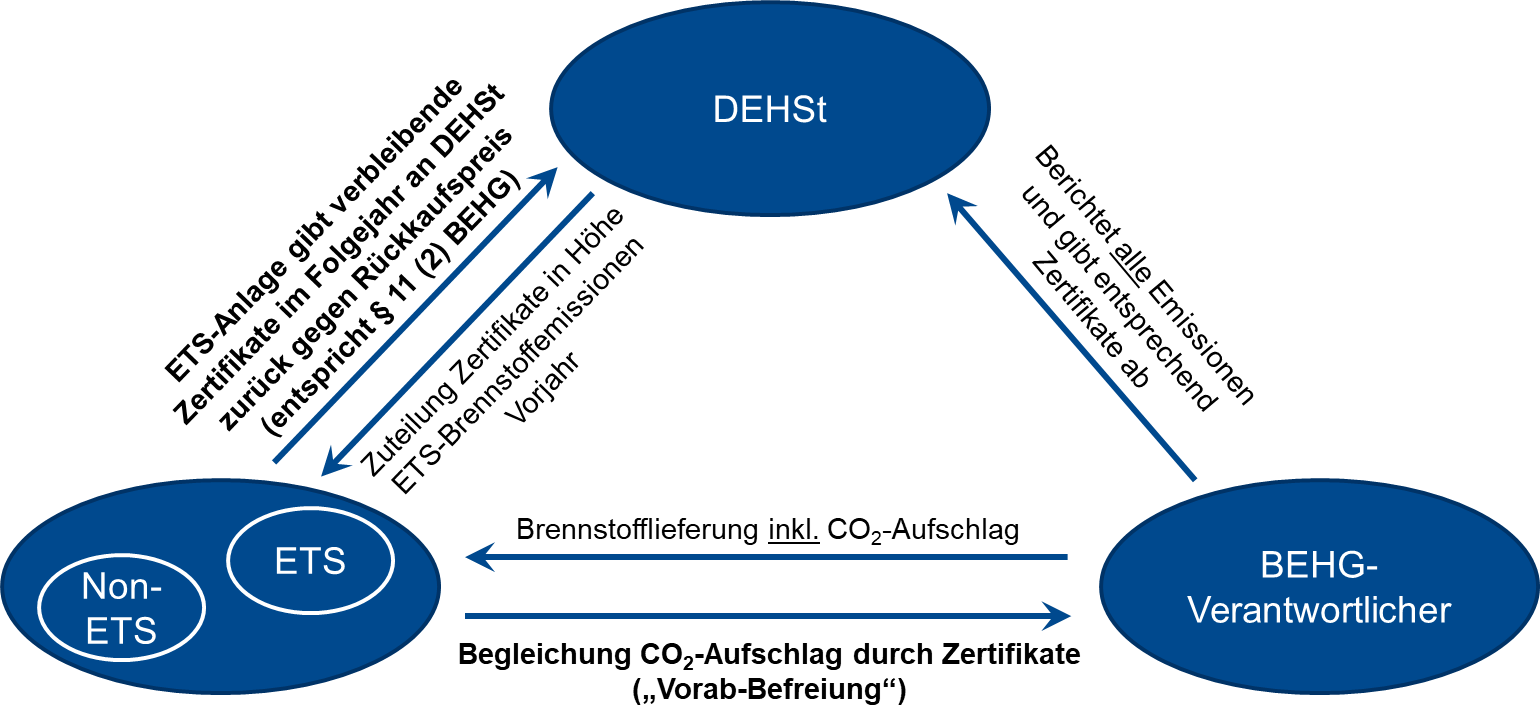 DEHSt
ETS-Anlage gibt verbleibende
Zertifikate im Folgejahr an DEHSt
zurück gegen Rückkaufspreis
(entspricht § 11 (2) BEHG)
Zuteilung Zertifikate in Höhe
ETS-Brennstoffemissionen
Vorjahr
Berichtet alle Emissionen
und gibt entsprechend
Zertifikate ab
Brennstofflieferung inkl. CO₂-Aufschlag
ETS
Non-
ETS
BEHG-
Verantwortlicher
Begleichung CO₂-Aufschlag durch Zertifikate
(„Vorab-Befreiung“)